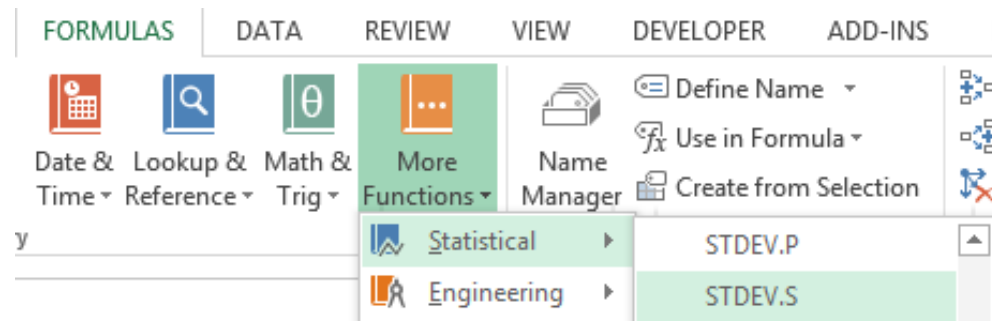 FORMULAS DATA REVIEW VIEW DEVELOPER ADD-INS
Date & Time
Lookup & Reference
θ
Math & Trig
More Functions
Name Manager
Define Name
fx Use in Formula
Create from Selection
y
Statistical
Engineering
STDEV.P
STDEV.S